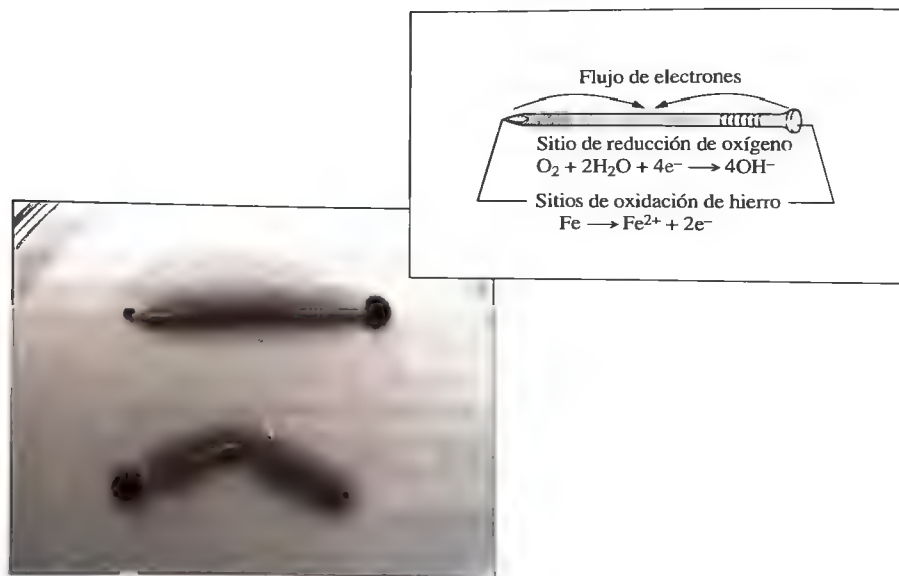 Flujo de electrones
Sitio de reducción de oxígeno
O₂ + 2H₂O + 4e⁻ ⟶ 4OH⁻
Sitios de oxidación de hierro
Fe ⟶ Fe²⁺ + 2e⁻